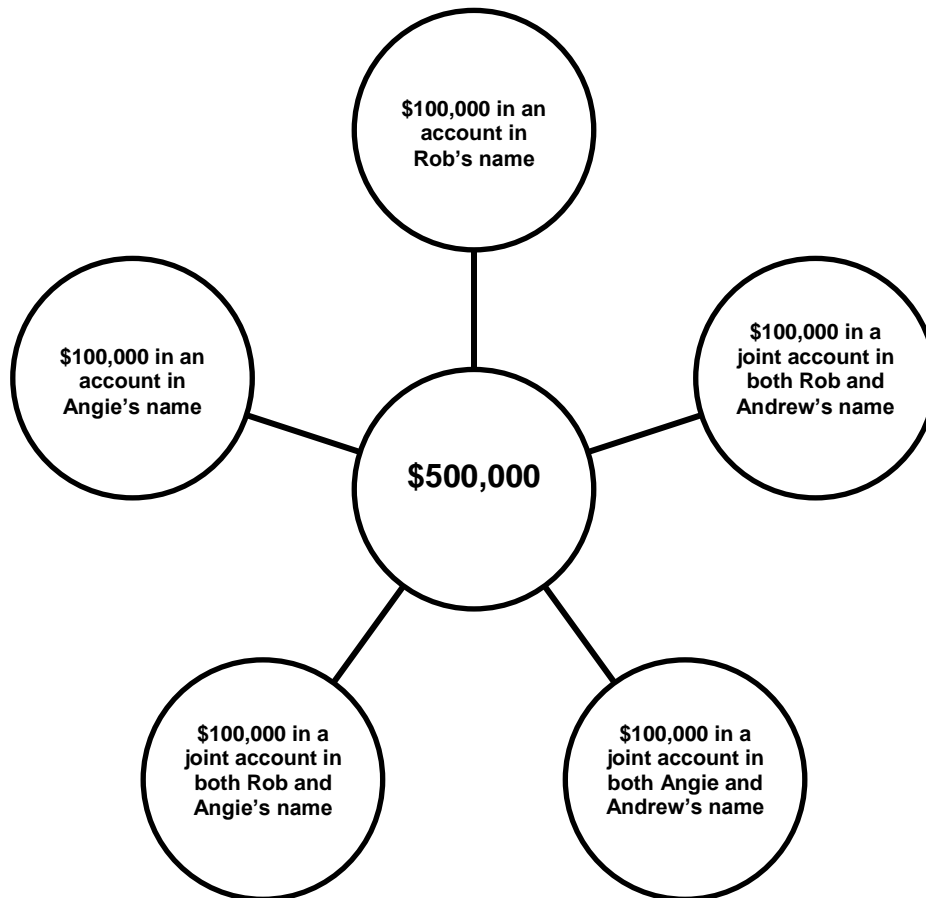 $100,000 in an
account in
Rob’s name
$100,000 in an
account in
Angie’s name
$100,000 in a
joint account in
both Rob and
Andrew’s name
$500,000
$100,000 in a
joint account in
both Rob and
Angie’s name
$100,000 in a
joint account in
both Angie and
Andrew’s name